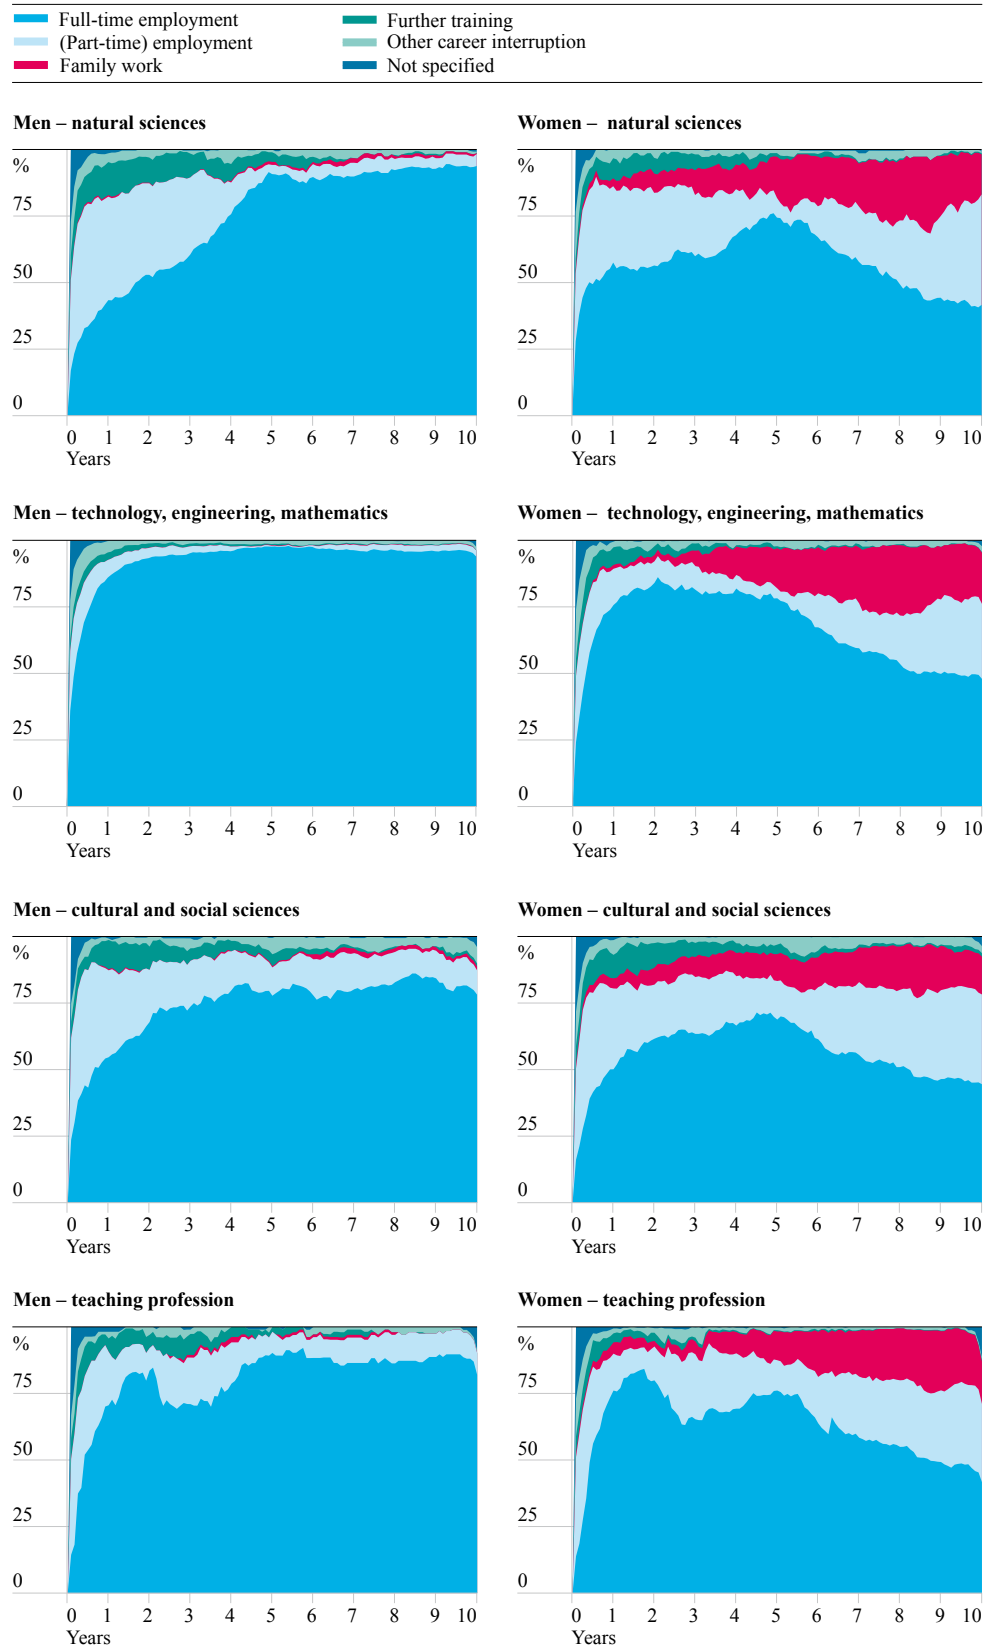 Full-time employment
(Part-time) employment
Family work
Further training
Other career interruption
Not specified
Men – natural sciences
%
75
50
25
0
0 1 2 3 4 5 6 7 8 9 10
Years
Women – natural sciences
%
75
50
25
0
0 1 2 3 4 5 6 7 8 9 10
Years
Men – technology, engineering, mathematics
%
75
50
25
0
0 1 2 3 4 5 6 7 8 9 10
Years
Women – technology, engineering, mathematics
%
75
50
25
0
0 1 2 3 4 5 6 7 8 9 10
Years
Men – cultural and social sciences
%
75
50
25
0
0 1 2 3 4 5 6 7 8 9 10
Years
Women – cultural and social sciences
%
75
50
25
0
0 1 2 3 4 5 6 7 8 9 10
Years
Men – teaching profession
%
75
50
25
0
0 1 2 3 4 5 6 7 8 9 10
Years
Women – teaching profession
%
75
50
25
0
0 1 2 3 4 5 6 7 8 9 10
Years